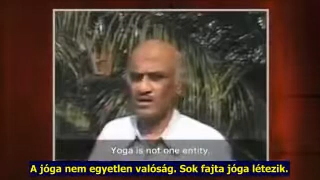 Yoga is not one entity.
A jóga nem egyetlen valóság. Sok fajta jóga létezik.